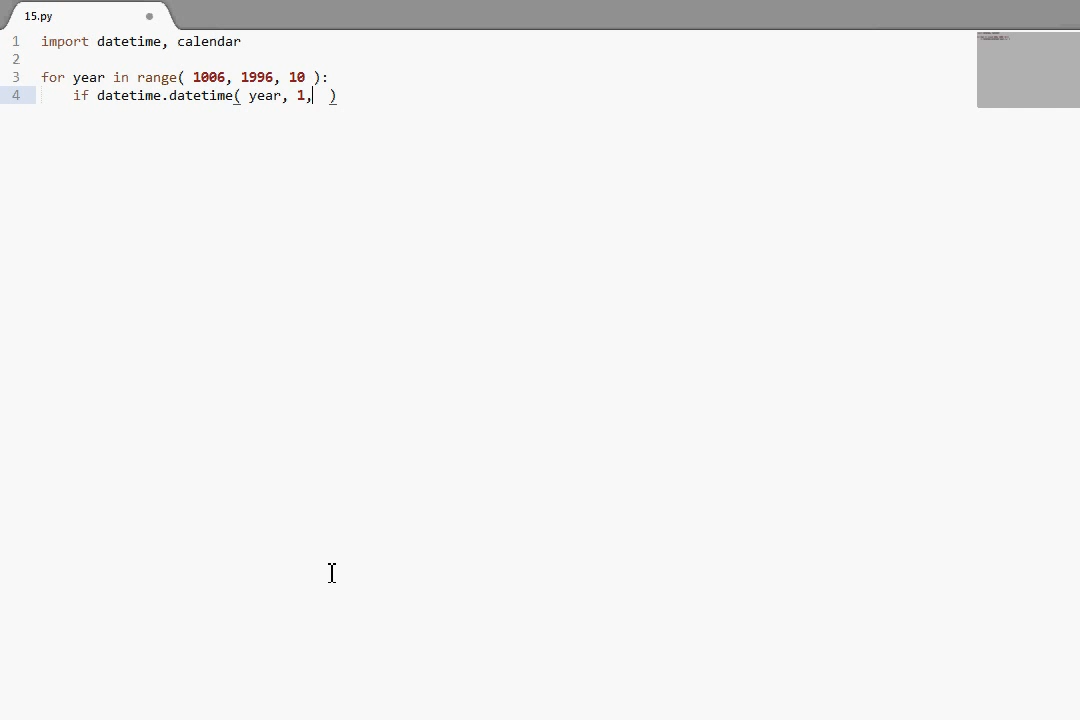 15.py
1 import datetime, calendar
2
3 for year in range( 1006, 1996, 10 ):
4     if datetime.datetime( year, 1,  )